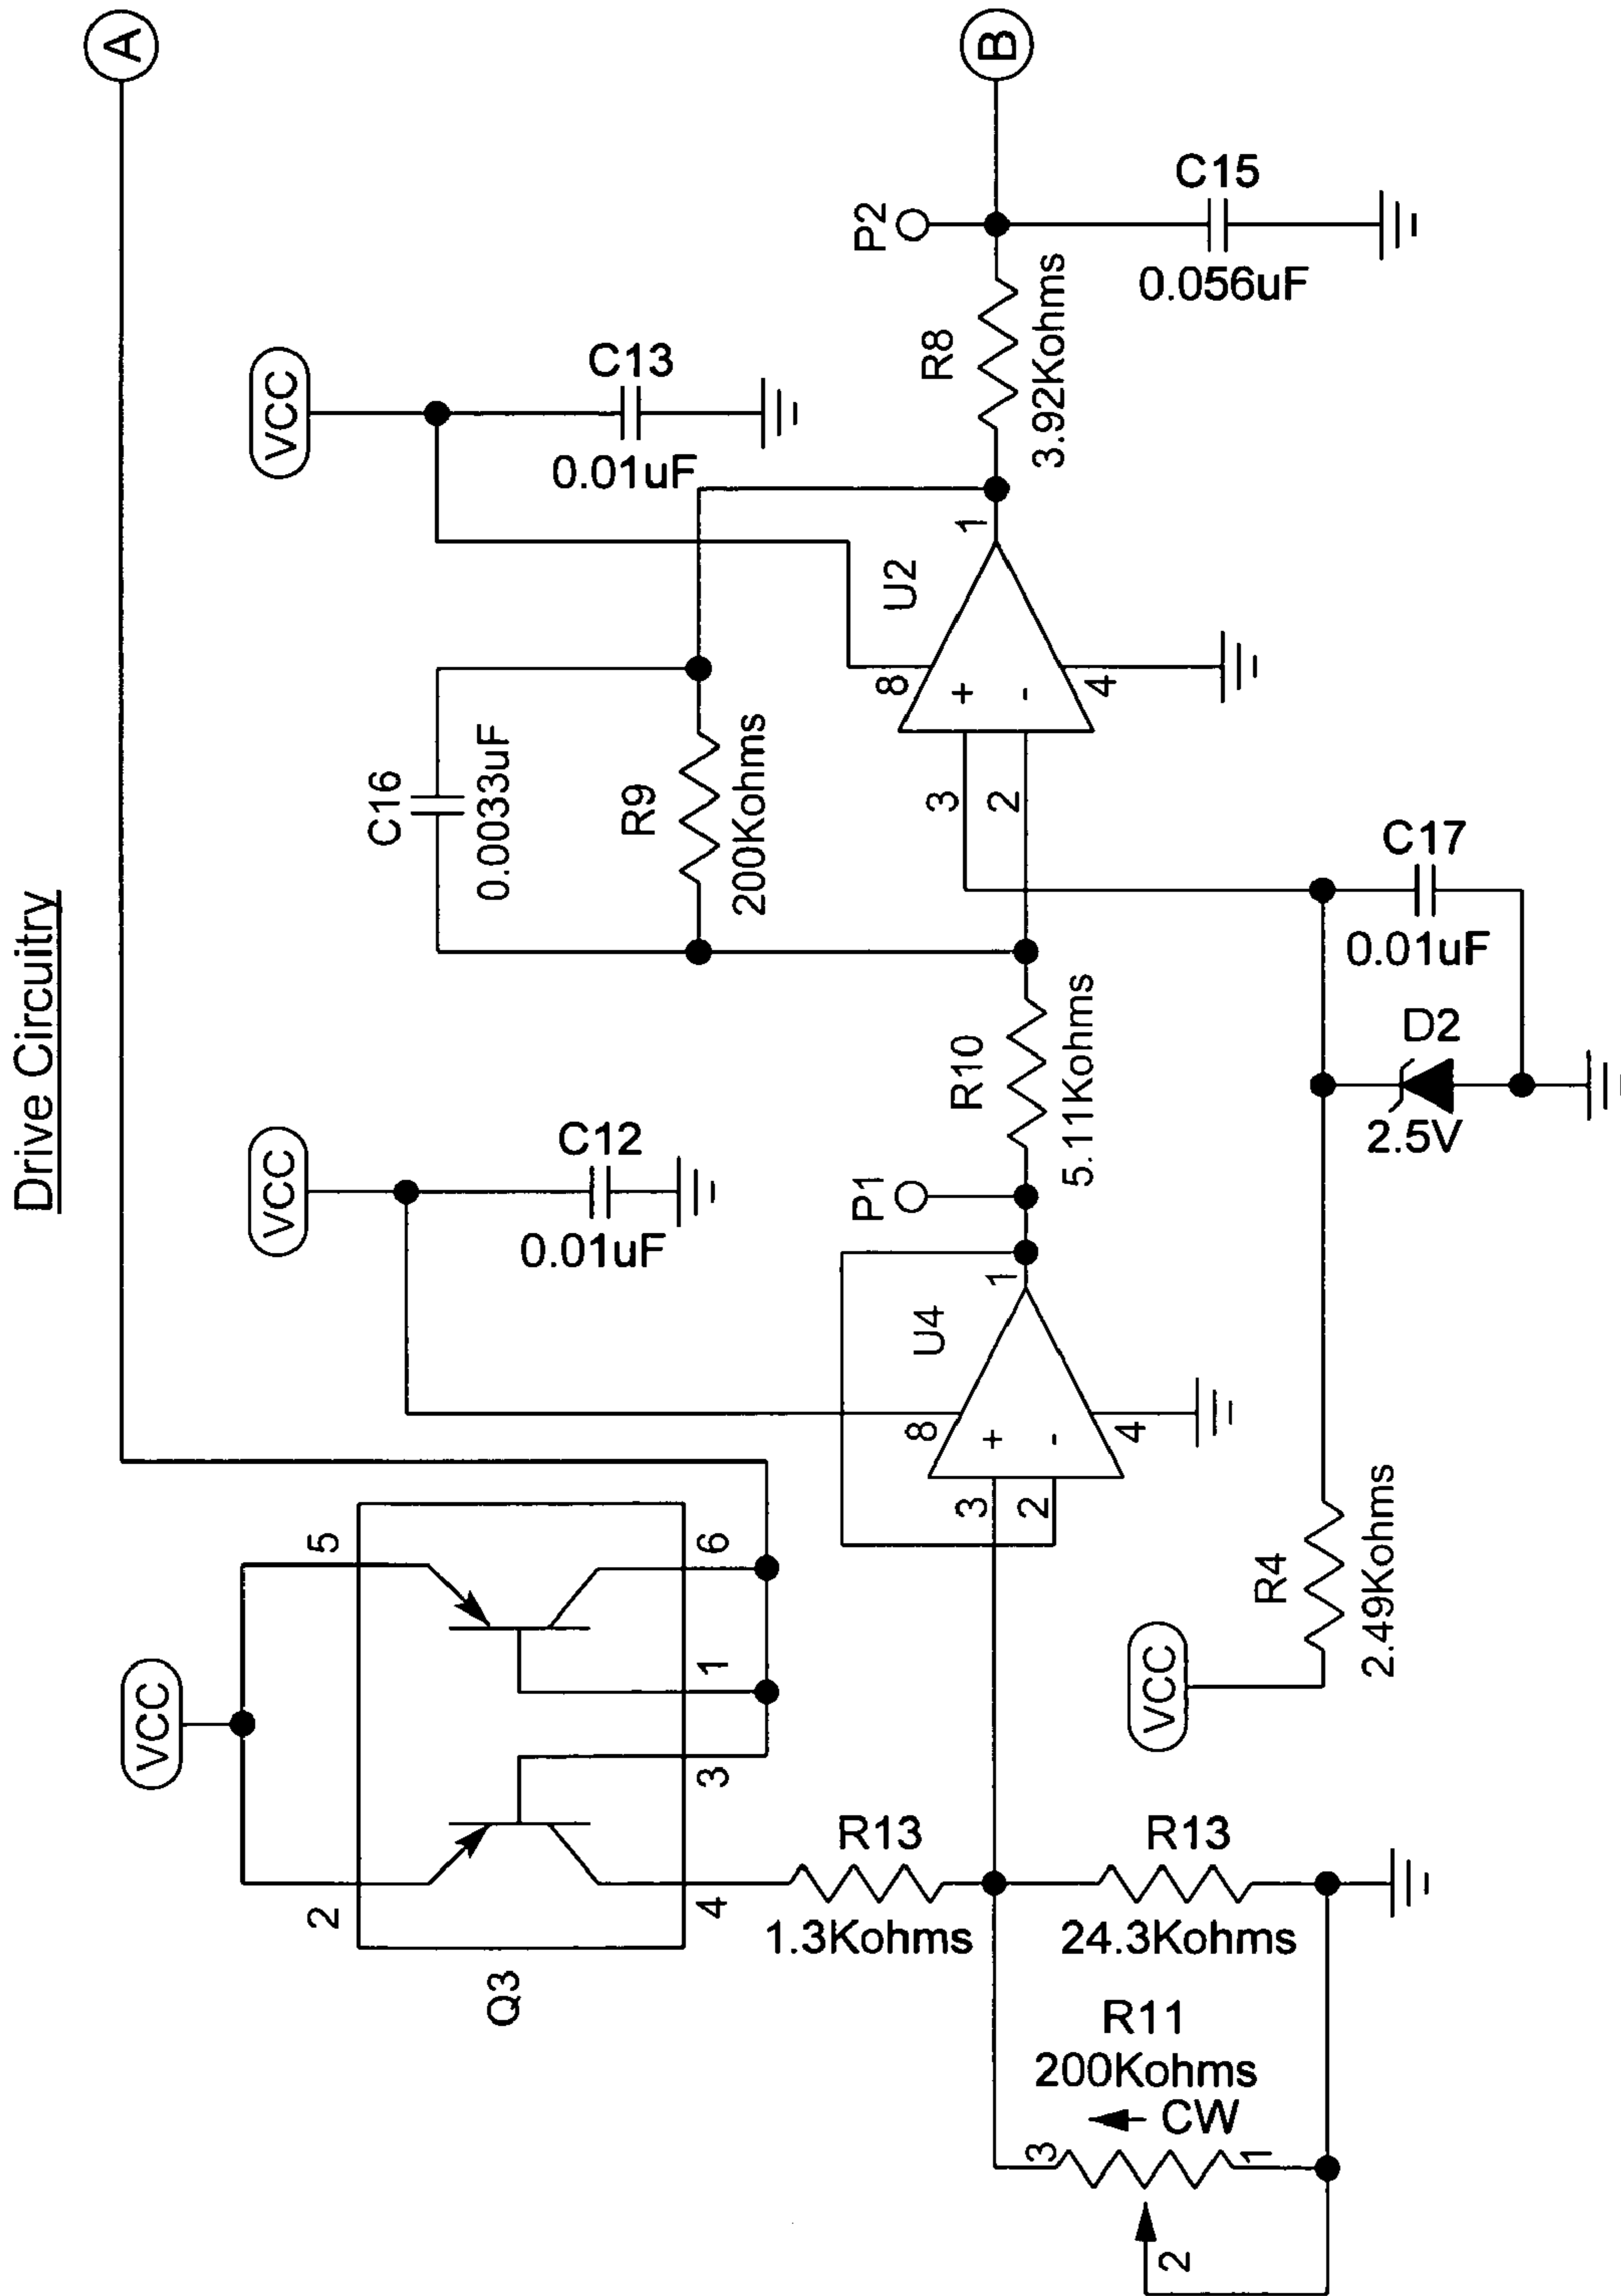 Drive Circuitry
A
VCC
5
2
6
1
3
4
Q3
VCC
C12
0.01uF
VCC
C13
0.01uF
C16
0.0033uF
R9
200Kohms
R13
1.3Kohms
R13
24.3Kohms
R11
200Kohms
CW
3
1
2
U4
8
+
-
3
2
4
1
P1
R10
5.11Kohms
U2
8
+
-
3
2
4
1
R8
3.92Kohms
P2
B
C15
0.056uF
VCC
R4
2.49Kohms
D2
2.5V
C17
0.01uF